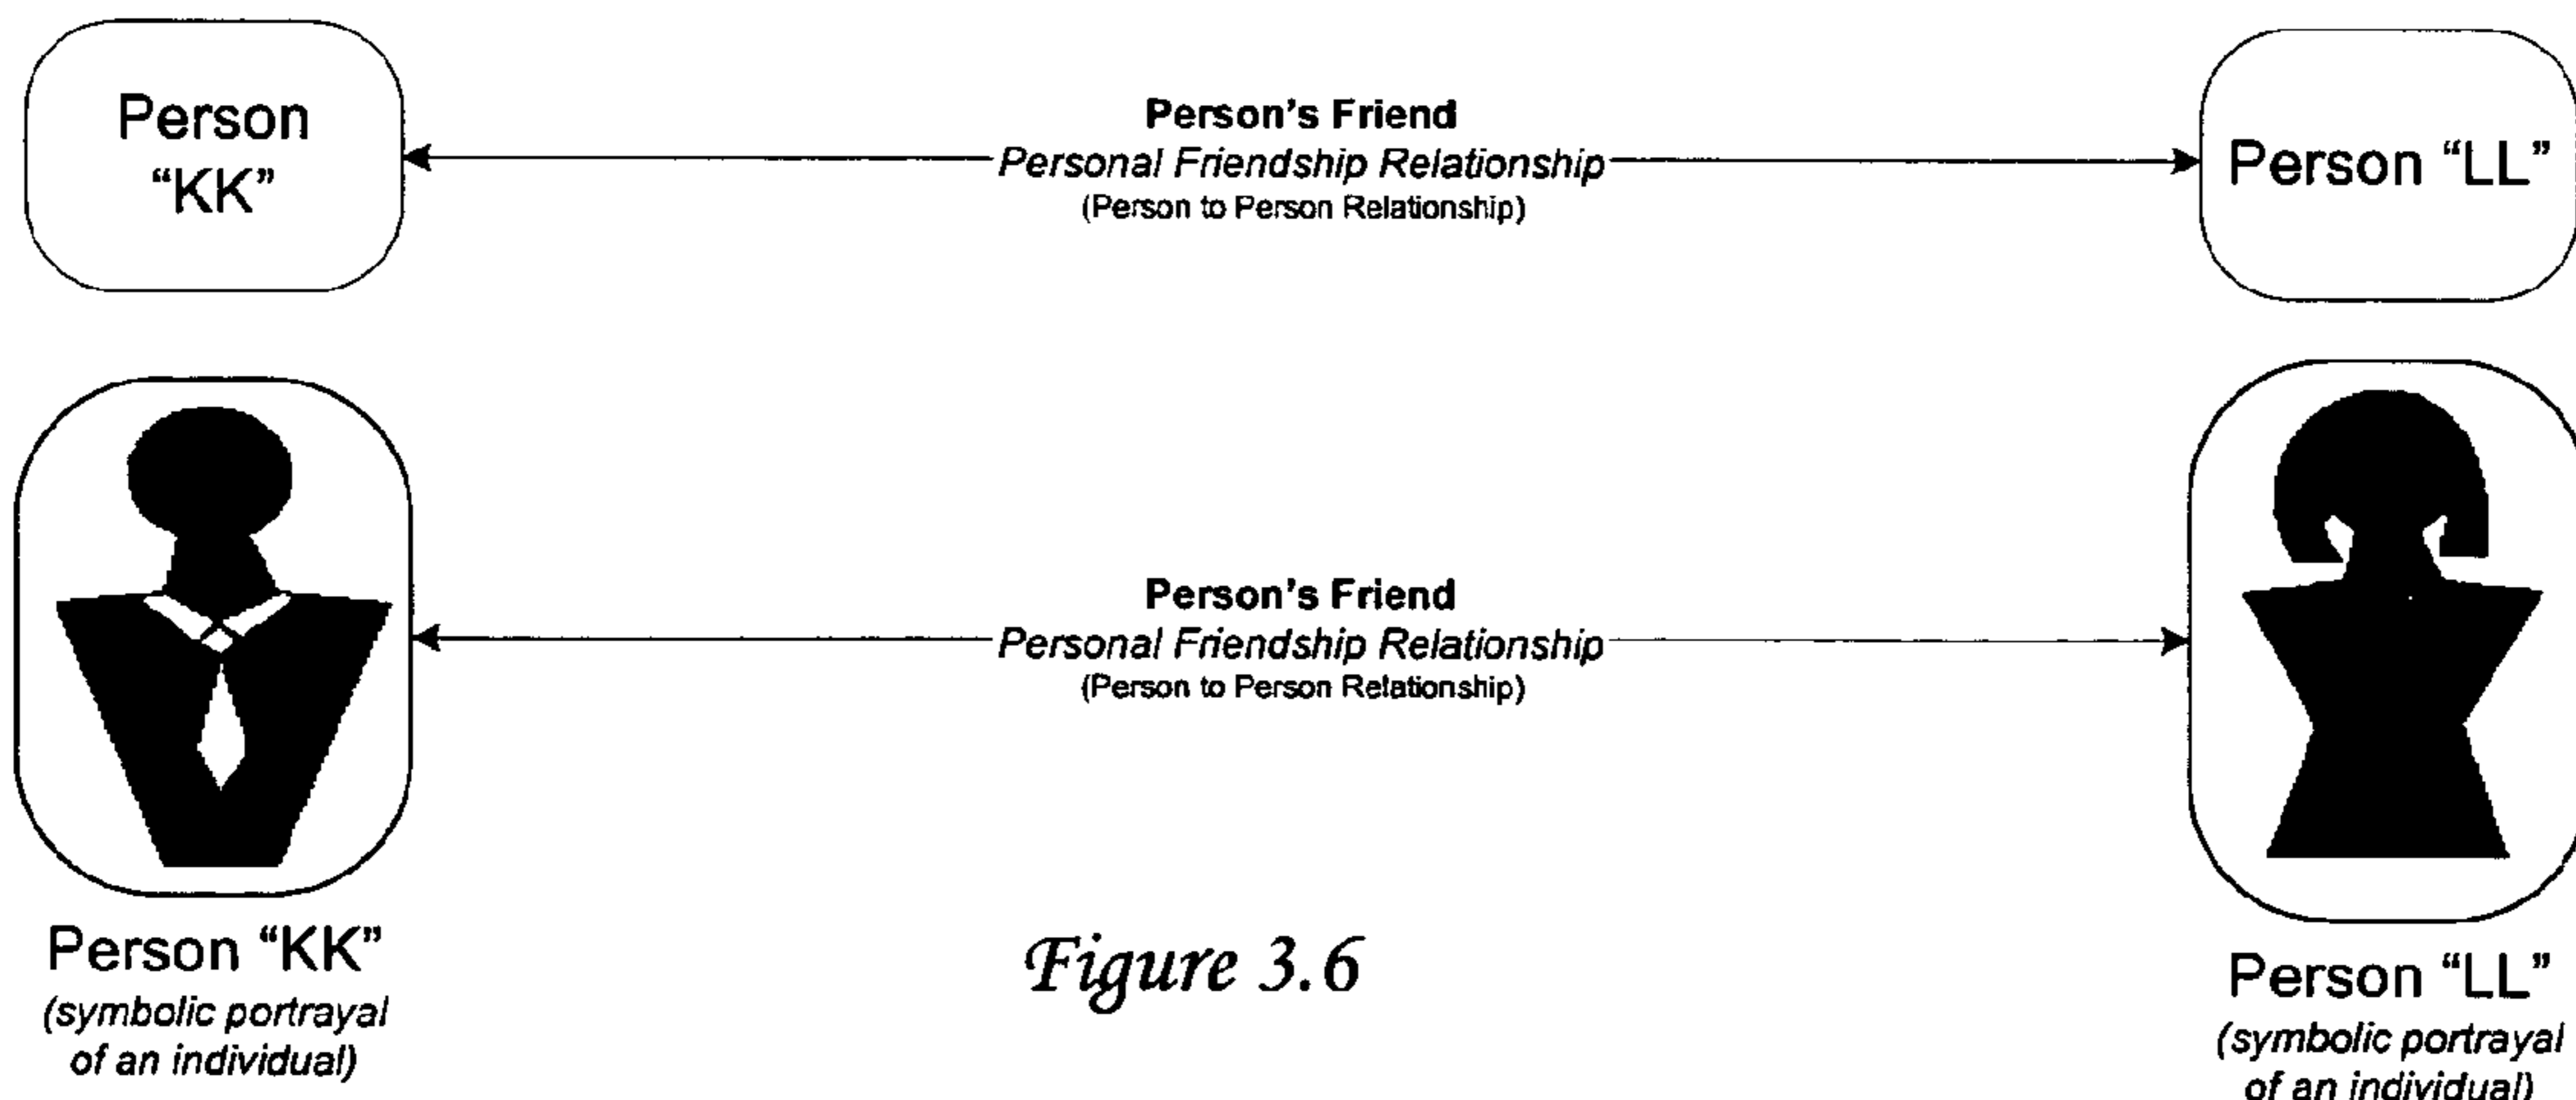 Person
“KK”
Person's Friend
Personal Friendship Relationship
(Person to Person Relationship)
Person “LL”
Person's Friend
Personal Friendship Relationship
(Person to Person Relationship)
Person “KK”
(symbolic portrayal
of an individual)
Figure 3.6
Person “LL”
(symbolic portrayal
of an individual)